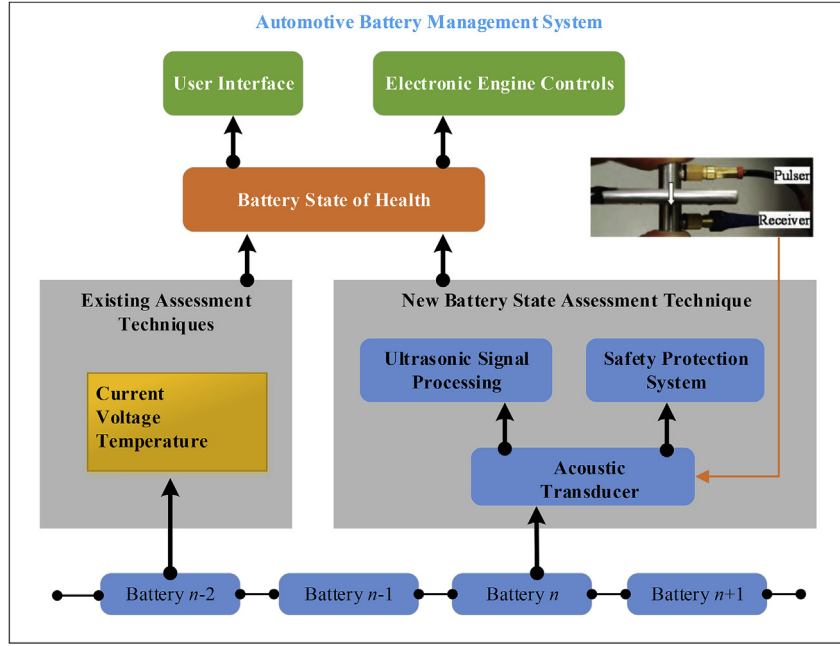 Automotive Battery Management System
User Interface
Electronic Engine Controls
Battery State of Health
Pulser
Receiver
Existing Assessment
Techniques
New Battery State Assessment Technique
Ultrasonic Signal
Processing
Safety Protection
System
Current
Voltage
Temperature
Acoustic
Transducer
Battery n-2
Battery n-1
Battery n
Battery n+1